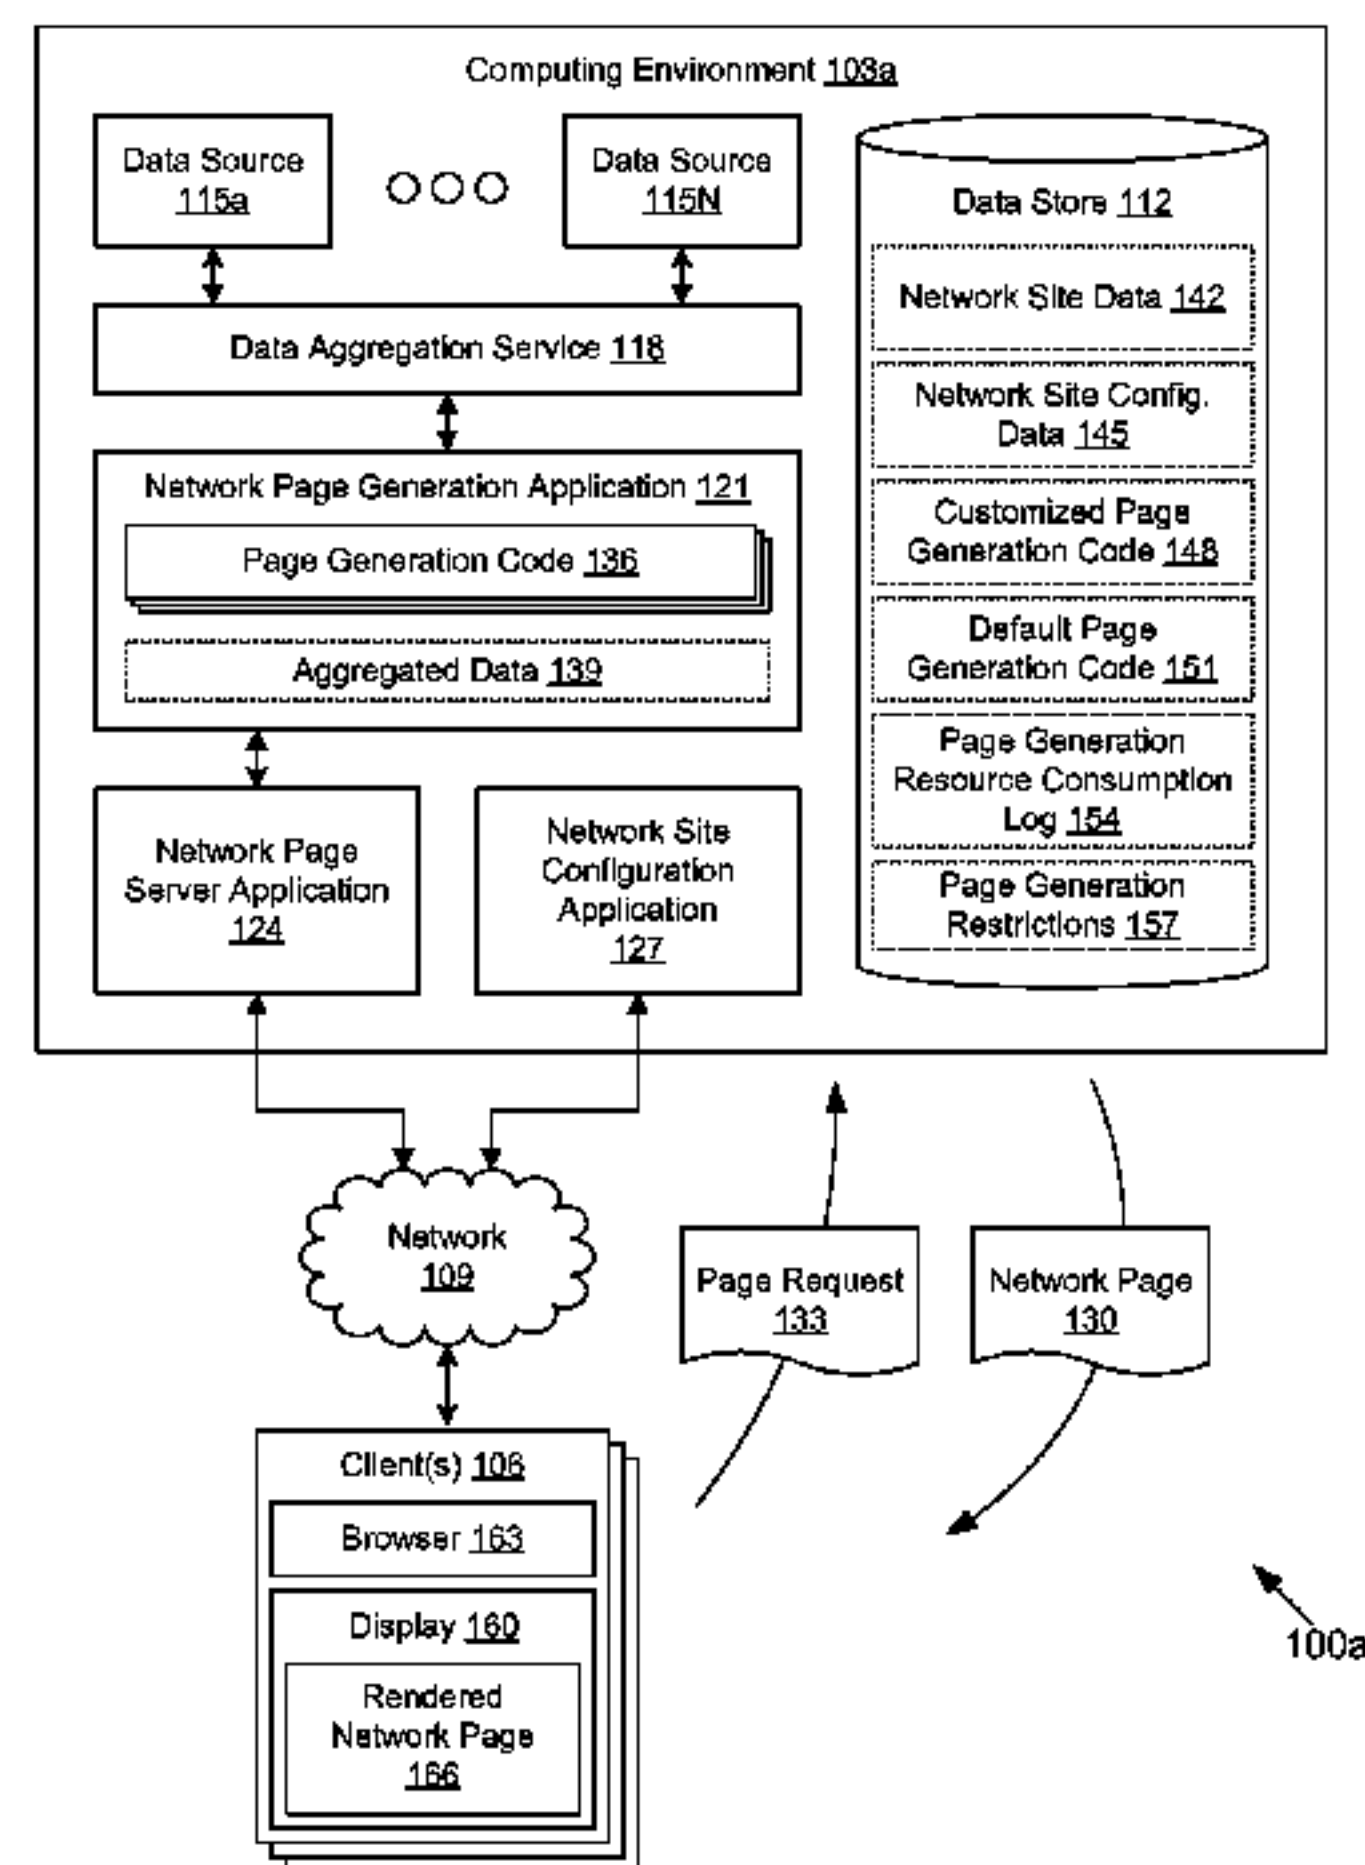 Computing Environment 103a
Data Source
115a
Data Source
115N
Data Aggregation Service 118
Network Page Generation Application 121
Page Generation Code 136
Aggregated Data 139
Network Page
Server Application
124
Network Site
Configuration
Application
127
Data Store 112
Network Site Data 142
Network Site Config.
Data 145
Customized Page
Generation Code 148
Default Page
Generation Code 151
Page Generation
Resource Consumption
Log 154
Page Generation
Restrictions 157
Network
109
Page Request
133
Network Page
130
Client(s) 106
Browser 163
Display 160
Rendered
Network Page
166
100a